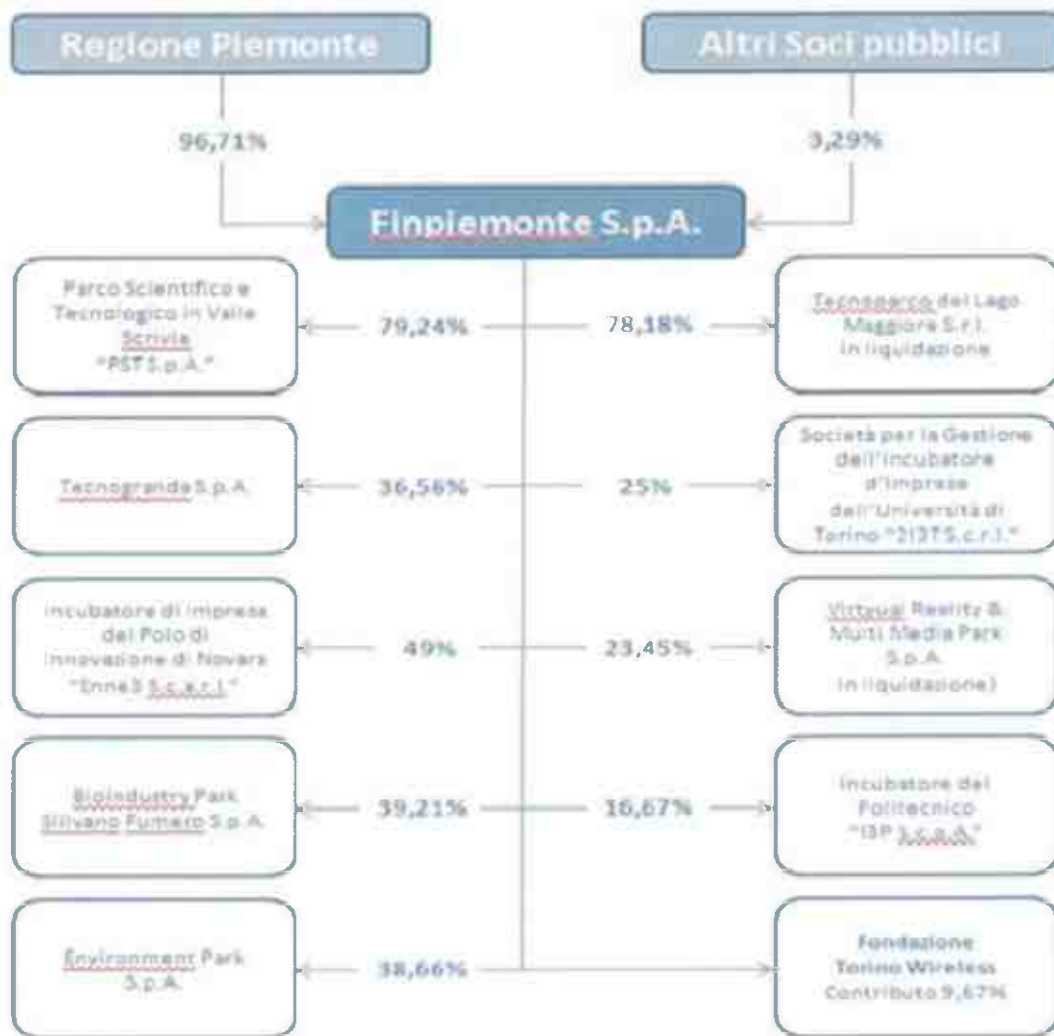 Regione Piemonte
Altri Soci pubblici
96,71%
3,29%
Finpiemonte S.p.A.
Parco Scientifico e
Tecnologico in Valle
Scrivia
"PST S.p.A."
79,24%
78,18%
Tecnoparco del Lago
Maggiore S.r.l.
in liquidazione
Tecnogranda S.p.A.
36,56%
25%
Società per la Gestione
dell'Incubatore
d'Imprese
dell'Università di
Torino "2I3T S.c.r.l."
Incubatore di Impresa
del Polo di
Innovazione di Novara
"Enne3 S.c.a.r.l."
49%
23,45%
Virtyual Reality &
Multi Media Park
S.p.A.
in liquidazione)
Bioindustry Park
Sillvano Fumero S.p.A.
39,21%
16,67%
Incubatore del
Politecnico
"I3P S.c.p.A."
Environment Park
S.p.A.
38,66%
Fondazione
Torino Wireless
Contributo 9,67%